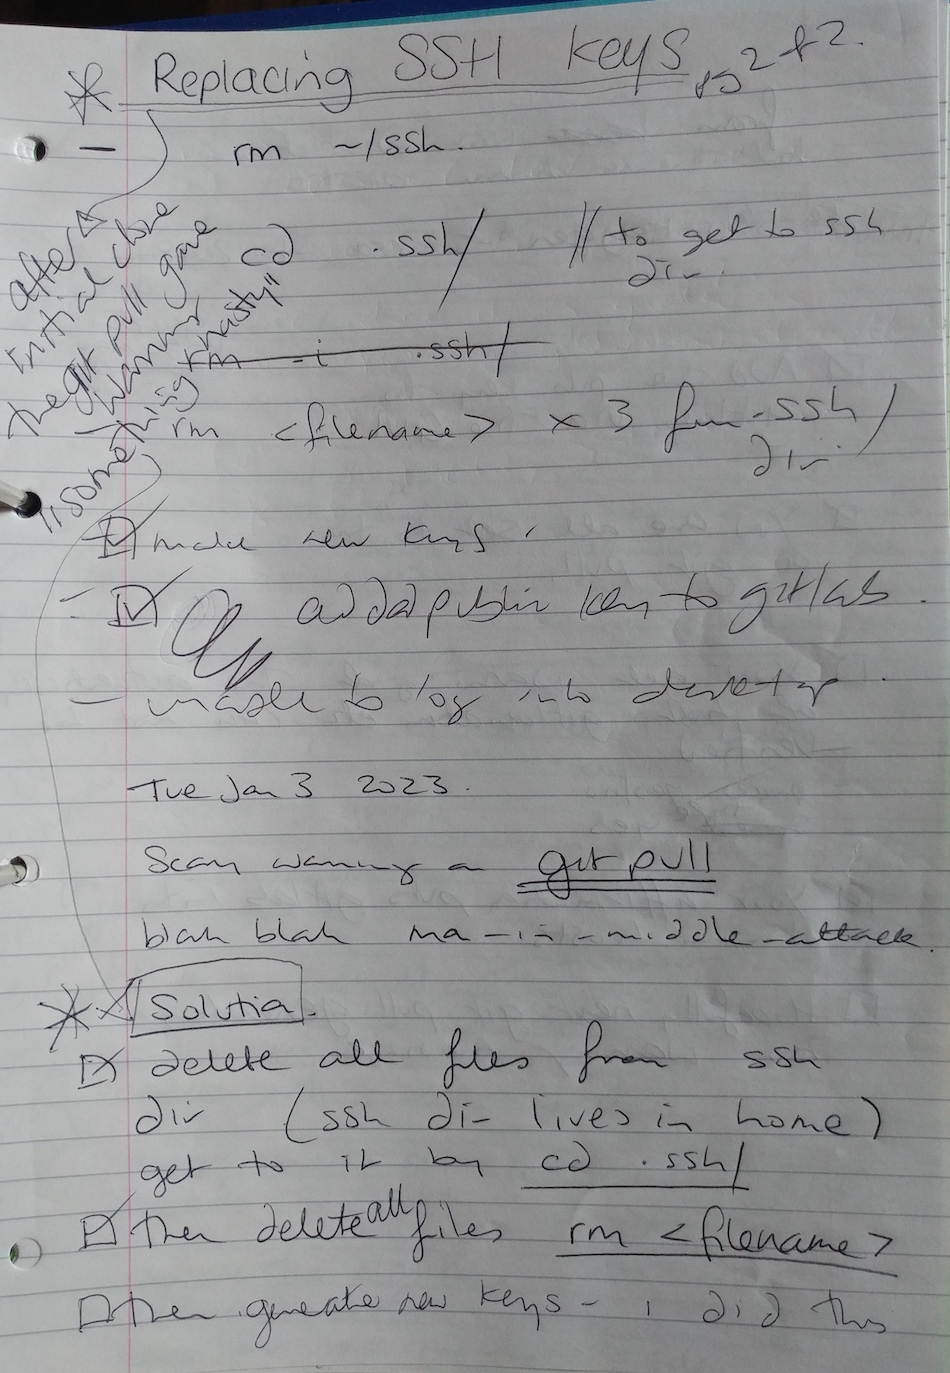 * Replacing SSH keys pg 2 of 2.
- rm ~/ssh.
cd .ssh/ // to get to ssh
dir.
rm -i .ssh/
rm <filename> x 3 from .ssh/
dir
after
initial clone
the git pull gave
warning
"something nasty"
make new keys.
- added public key to gitlab.
- unable to log into desktop.
Tue Jan 3 2023.
Scary warning on git pull
blah blah ma-in-middle-attack.
* Solution.
delete all files from ssh
dir (ssh dir lives in home)
get to it by cd .ssh/
then delete all files rm <filename>
then generate new keys - i did this